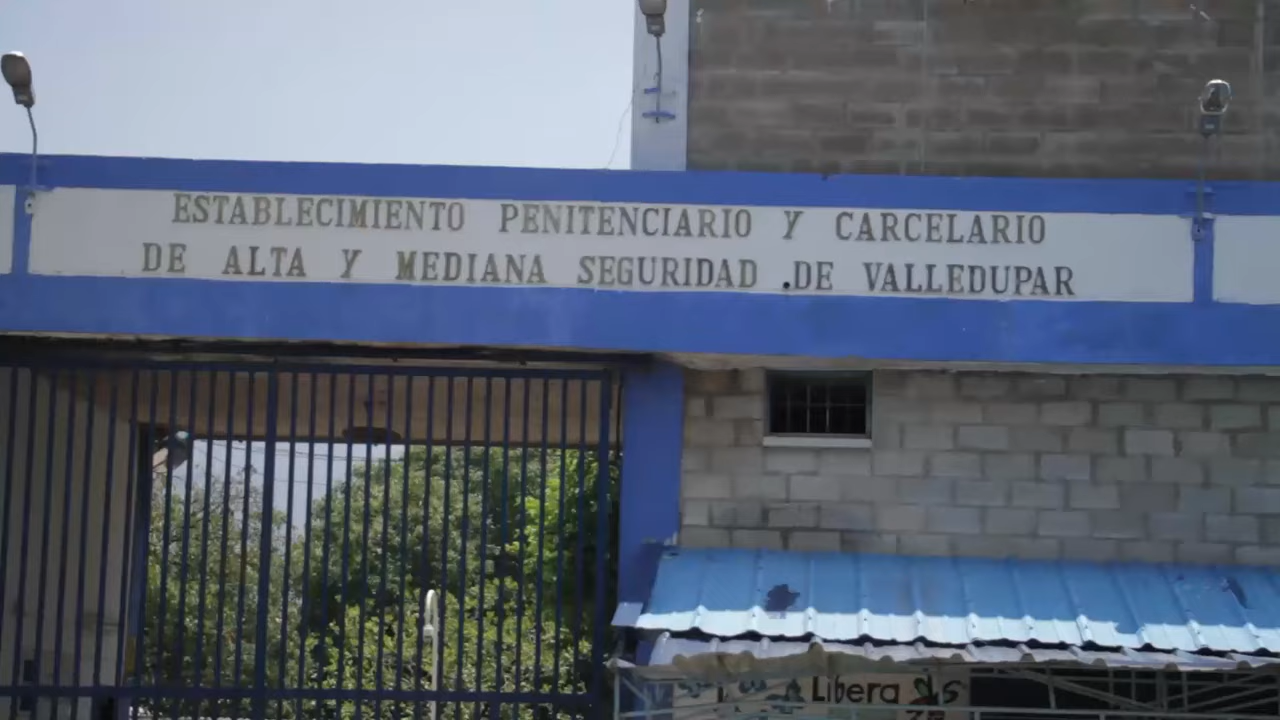 ESTABLECIMIENTO PENITENCIARIO Y CARCELARIO
DE ALTA Y MEDIANA SEGURIDAD DE VALLEDUPAR
Libera